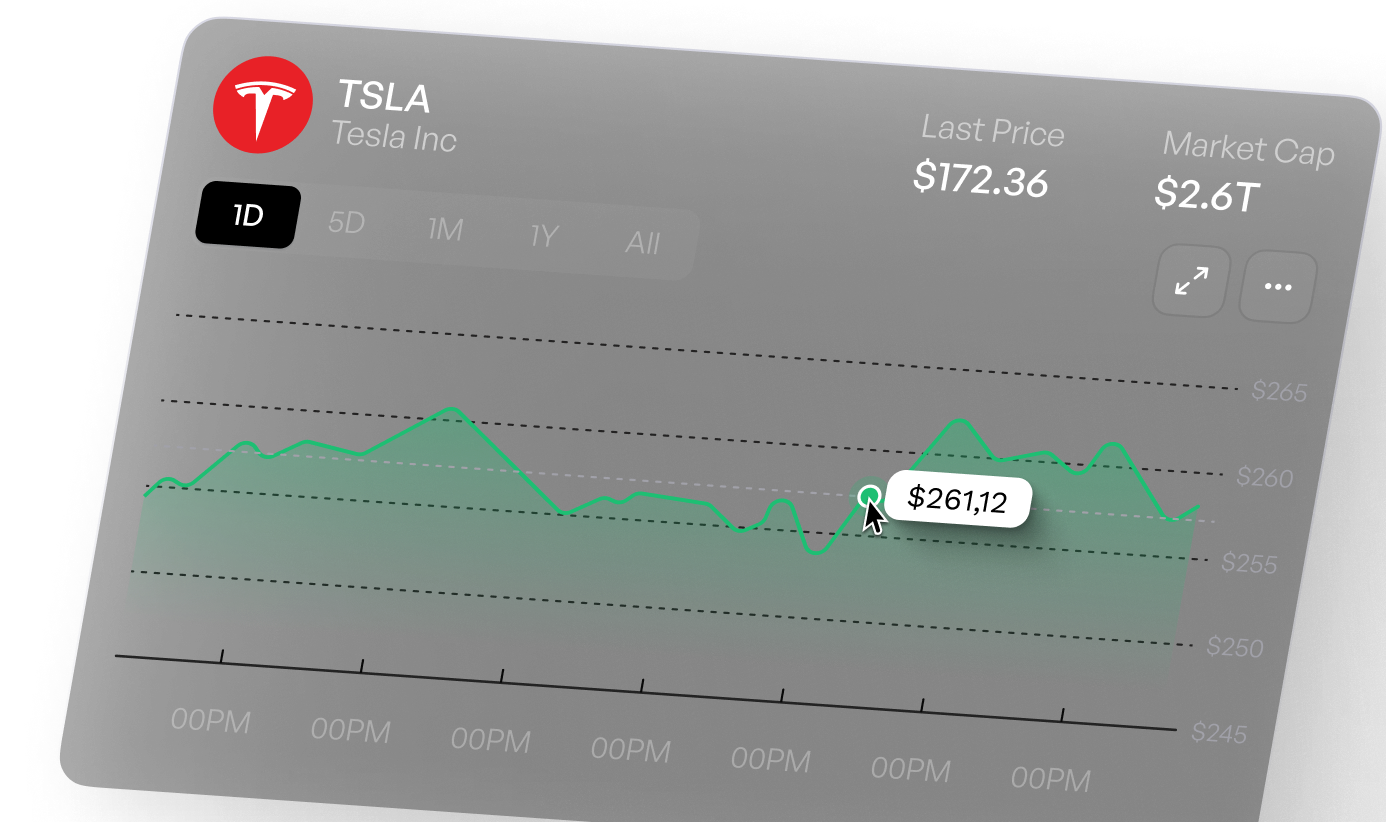 TSLA
Tesla Inc
Last Price
$172.36
Market Cap
$2.6T
1D
5D
1M
1Y
All
$265
$260
$261,12
$255
$250
$245
00PM
00PM
00PM
00PM
00PM
00PM
00PM